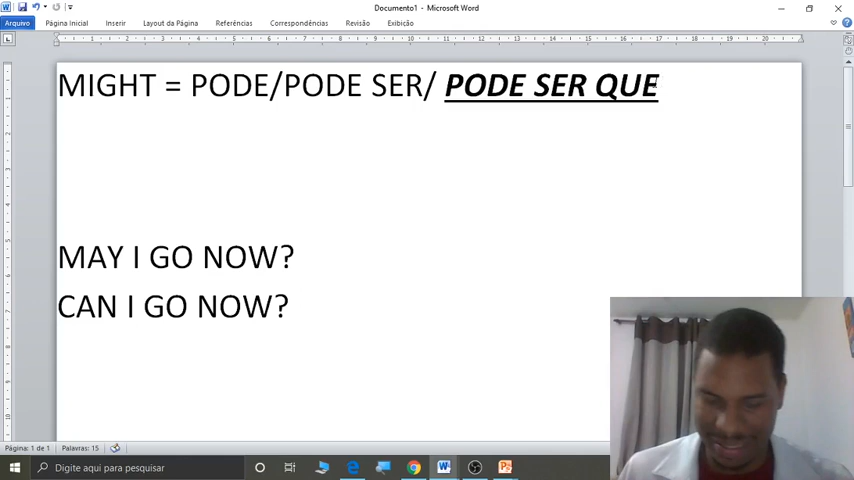 Documento1 - Microsoft Word
Arquivo
Página Inicial
Inserir
Layout da Página
Referências
Correspondências
Revisão
Exibição
MIGHT = PODE/PODE SER/ PODE SER QUE
MAY I GO NOW?
CAN I GO NOW?
Página: 1 de 1
Palavras: 15
Digite aqui para pesquisar